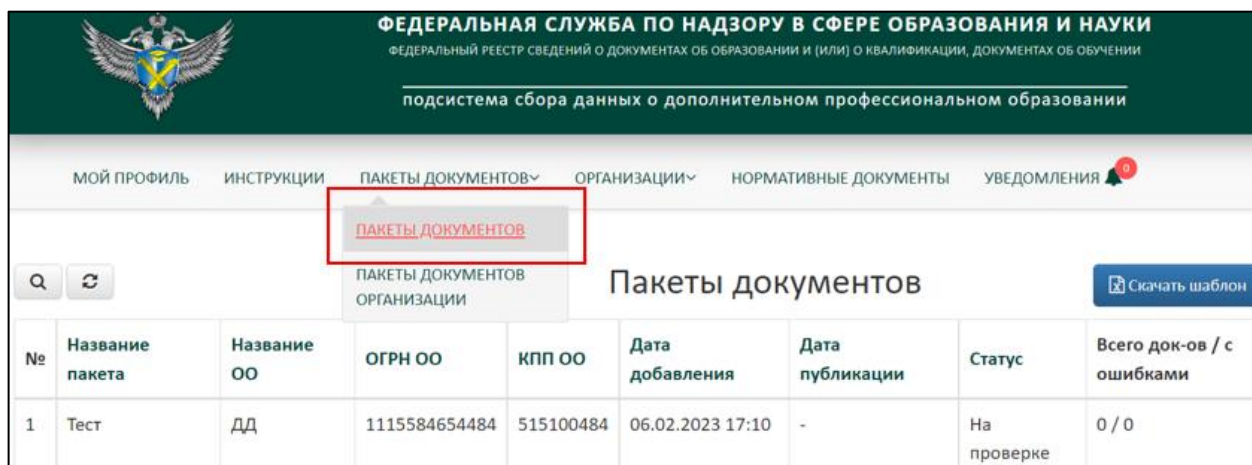 ФЕДЕРАЛЬНАЯ СЛУЖБА ПО НАДЗОРУ В СФЕРЕ ОБРАЗОВАНИЯ И НАУКИ
ФЕДЕРАЛЬНЫЙ РЕЕСТР СВЕДЕНИЙ О ДОКУМЕНТАХ ОБ ОБРАЗОВАНИИ И (ИЛИ) О КВАЛИФИКАЦИИ, ДОКУМЕНТАХ ОБ ОБУЧЕНИИ
подсистема сбора данных о дополнительном профессиональном образовании
МОЙ ПРОФИЛЬ ИНСТРУКЦИИ ПАКЕТЫ ДОКУМЕНТОВ ОРГАНИЗАЦИИ НОРМАТИВНЫЕ ДОКУМЕНТЫ УВЕДОМЛЕНИЯ 0
ПАКЕТЫ ДОКУМЕНТОВ
ПАКЕТЫ ДОКУМЕНТОВ
ОРГАНИЗАЦИИ
Пакеты документов
Скачать шаблон
№ Название пакета Название ОО ОГРН ОО КПП ОО Дата добавления Дата публикации Статус Всего док-ов / с ошибками
1 Тест ДД 1115584654484 515100484 06.02.2023 17:10 - На проверке 0 / 0